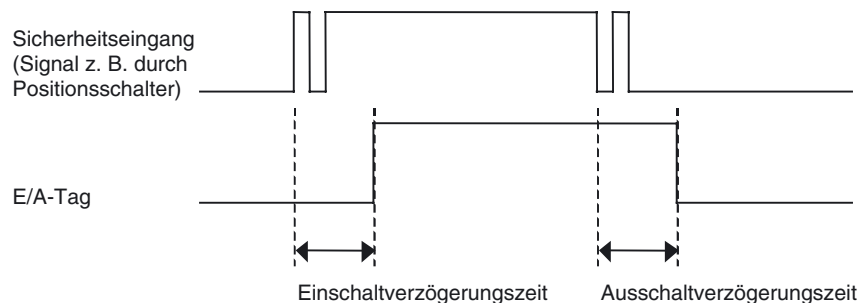 Sicherheitseingang
(Signal z. B. durch
Positionsschalter)
E/A-Tag
Einschaltverzögerungszeit
Ausschaltverzögerungszeit